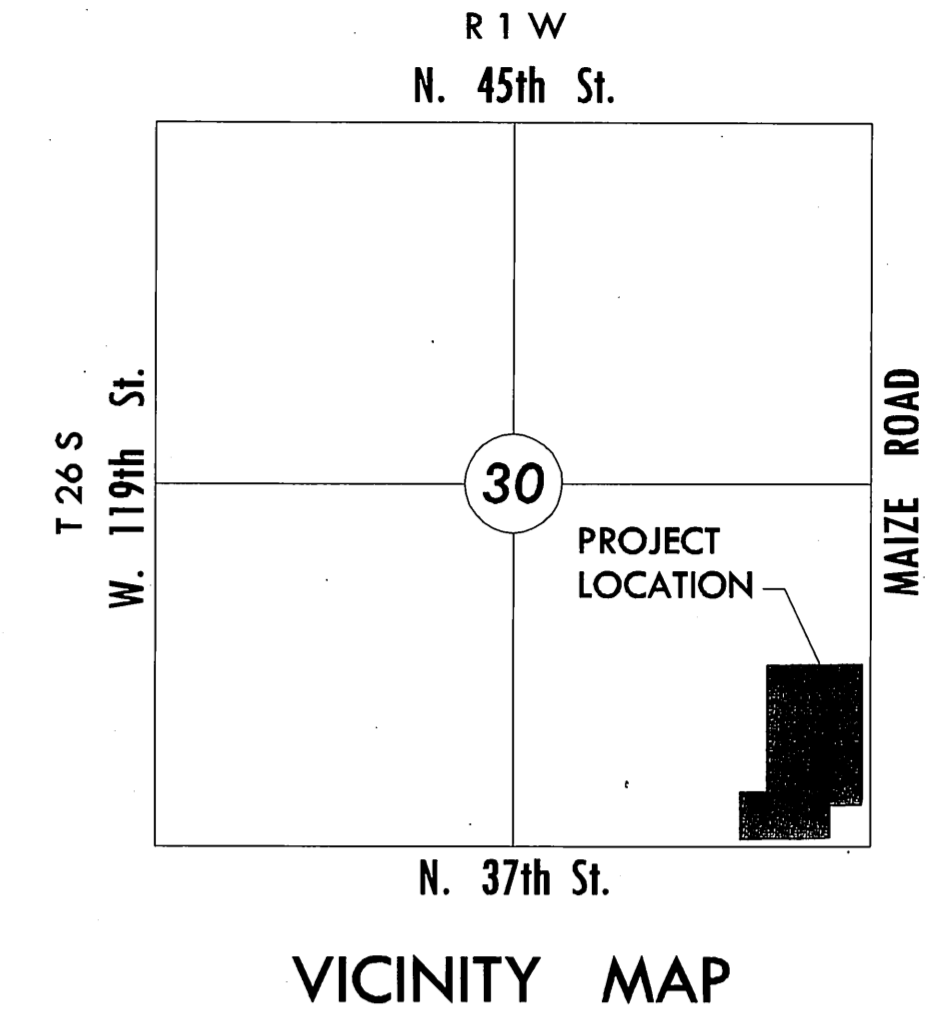 R 1 W
N. 45th St.
T 26 S
W. 119th St.
30
MAIZE ROAD
PROJECT
LOCATION
N. 37th St.
VICINITY MAP